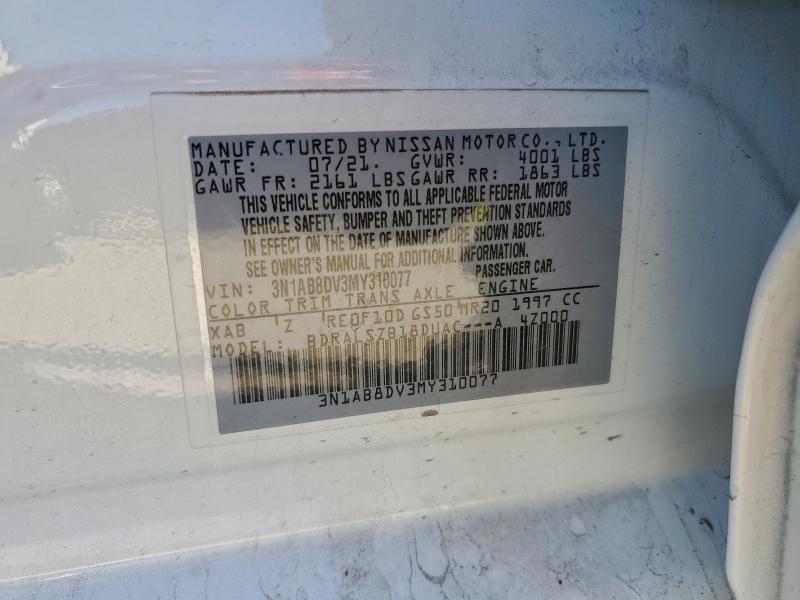 MANUFACTURED BY NISSAN MOTOR CO., LTD.
DATE: 07/21. GVWR: 4001 LBS
GAWR FR: 2161 LBS GAWR RR: 1863 LBS
THIS VEHICLE CONFORMS TO ALL APPLICABLE FEDERAL MOTOR
VEHICLE SAFETY, BUMPER AND THEFT PREVENTION STANDARDS
IN EFFECT ON THE DATE OF MANUFACTURE SHOWN ABOVE.
SEE OWNER'S MANUAL FOR ADDITIONAL INFORMATION.
VIN: 3N1AB8DV3MY310077 PASSENGER CAR.
COLOR TRIM TRANS AXLE ENGINE
XAB Z RE0F10D GS50 MR20 1997 CC
MODEL: BDRALSZB18DUAC---A 4Z000
3N1AB8DV3MY310077